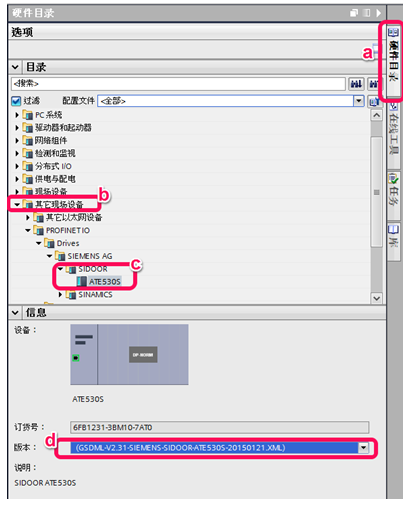 硬件目录
选项
a
硬件目录
目录
<搜索>
过滤
配置文件 <全部>
PC 系统
驱动器和起动器
网络组件
检测和监视
分布式 I/O
供电与配电
现场设备
其它现场设备
b
其它以太网设备
PROFINET IO
Drives
SIEMENS AG
SIDOOR
c
ATE530S
SINAMICS
在线工具
任务
库
信息
设备：
DP-NORM
ATE530S
订货号：
6FB1231-3BM10-7AT0
d
版本：
(GSDML-V2.31-SIEMENS-SIDOOR-ATE530S-20150121.XML)
说明：
SIDOOR ATE530S